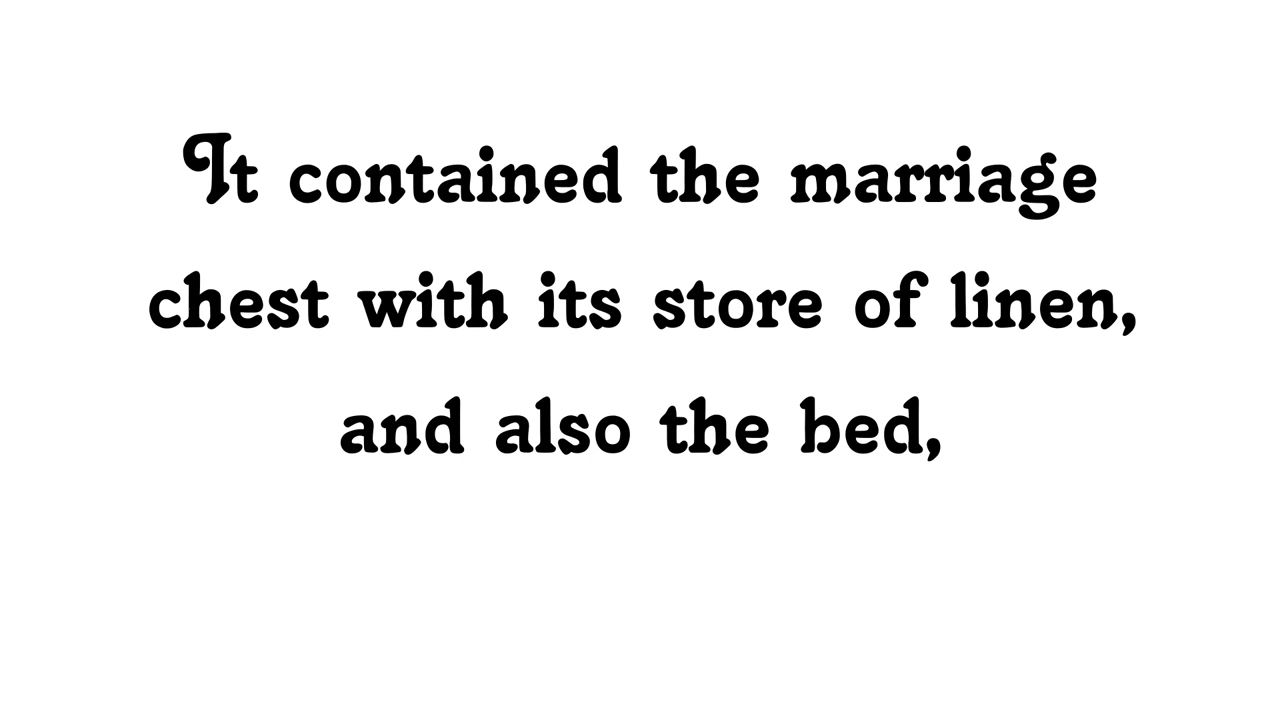 It contained the marriage
chest with its store of linen,
and also the bed,